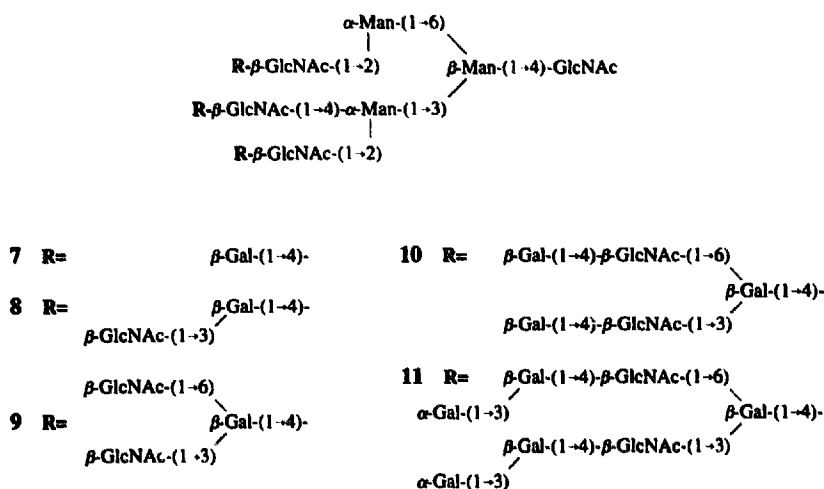 α-Man-(1→6)
R-β-GlcNAc-(1→2) β-Man-(1→4)-GlcNAc
R-β-GlcNAc-(1→4)-α-Man-(1→3)
R-β-GlcNAc-(1→2)
7 R= β-Gal-(1→4)-
8 R= β-Gal-(1→4)-
β-GlcNAc-(1→3)
β-GlcNAc-(1→6)
9 R= β-Gal-(1→4)-
β-GlcNAc-(1→3)
10 R= β-Gal-(1→4)-β-GlcNAc-(1→6)
β-Gal-(1→4)-
β-Gal-(1→4)-β-GlcNAc-(1→3)
11 R= β-Gal-(1→4)-β-GlcNAc-(1→6)
α-Gal-(1→3) β-Gal-(1→4)-
β-Gal-(1→4)-β-GlcNAc-(1→3)
α-Gal-(1→3)